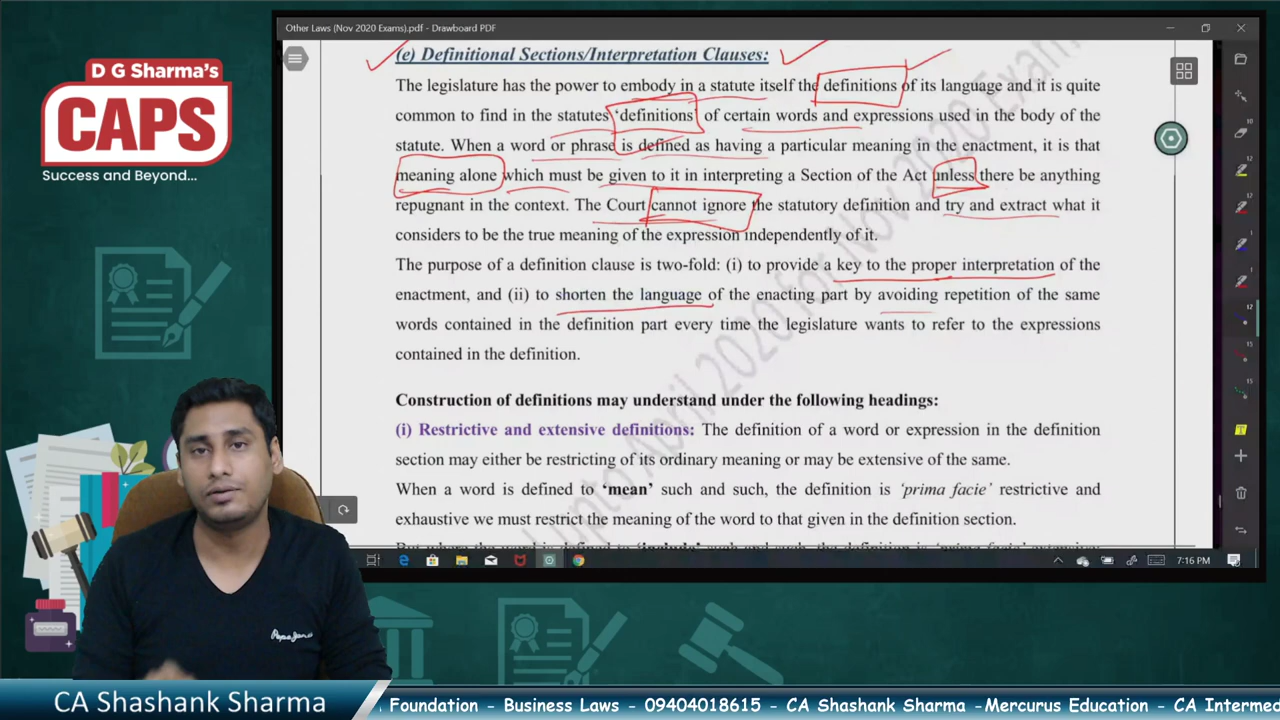 D G Sharma's
CAPS
Success and Beyond...
Other Laws (Nov 2020 Exams).pdf - Drawboard PDF
(e) Definitional Sections/Interpretation Clauses:
The legislature has the power to embody in a statute itself the definitions of its language and it is quite
common to find in the statutes 'definitions' of certain words and expressions used in the body of the
statute. When a word or phrase is defined as having a particular meaning in the enactment, it is that
meaning alone which must be given to it in interpreting a Section of the Act unless there be anything
repugnant in the context. The Court cannot ignore the statutory definition and try and extract what it
considers to be the true meaning of the expression independently of it.
The purpose of a definition clause is two-fold: (i) to provide a key to the proper interpretation of the
enactment, and (ii) to shorten the language of the enacting part by avoiding repetition of the same
words contained in the definition part every time the legislature wants to refer to the expressions
contained in the definition.
Construction of definitions may understand under the following headings:
(i) Restrictive and extensive definitions: The definition of a word or expression in the definition
section may either be restricting of its ordinary meaning or may be extensive of the same.
When a word is defined to 'mean' such and such, the definition is 'prima facie' restrictive and
exhaustive we must restrict the meaning of the word to that given in the definition section.
7:16 PM
CA Shashank Sharma
Foundation - Business Laws - 09404018615 - CA Shashank Sharma -Mercurus Education - CA Intermed